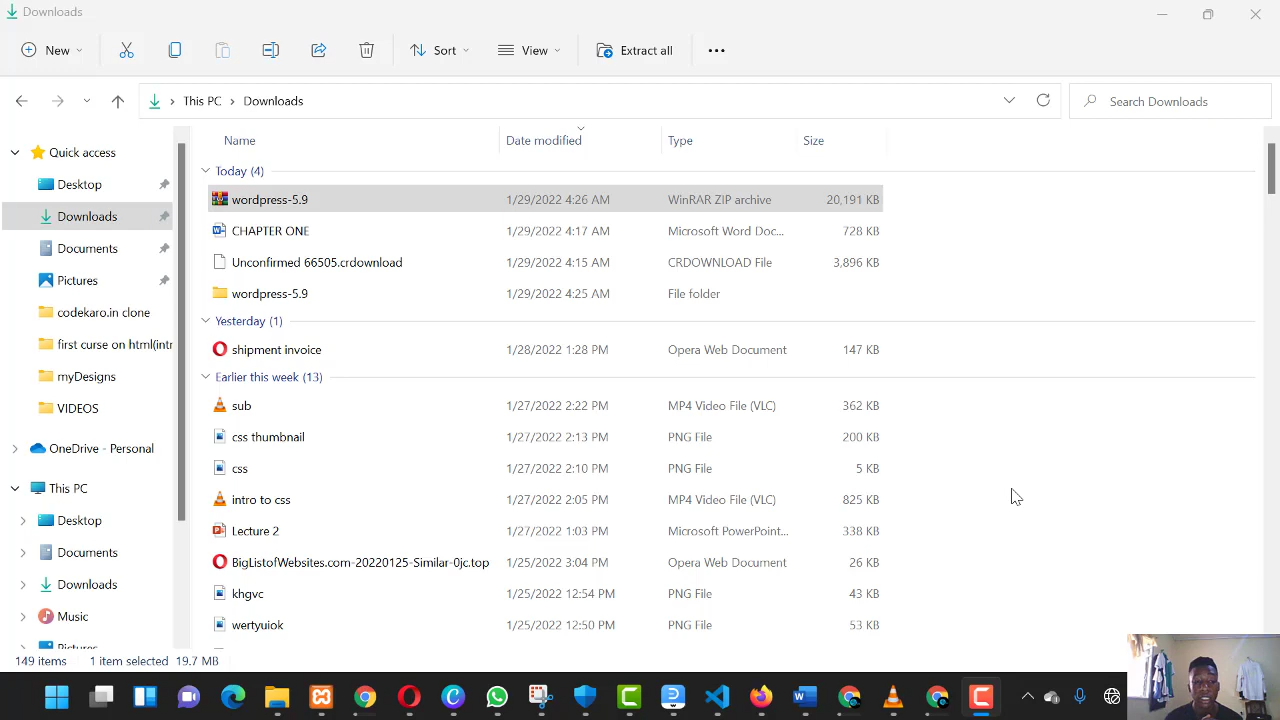 Downloads
New
Sort
View
Extract all
This PC > Downloads
Search Downloads
Name Date modified Type Size
Quick access
Desktop
Downloads
Documents
Pictures
codekaro.in clone
first curse on html(intr
myDesigns
VIDEOS
OneDrive - Personal
This PC
Desktop
Documents
Downloads
Music
Today (4)
wordpress-5.9 1/29/2022 4:26 AM WinRAR ZIP archive 20,191 KB
CHAPTER ONE 1/29/2022 4:17 AM Microsoft Word Doc... 728 KB
Unconfirmed 66505.crdownload 1/29/2022 4:15 AM CRDOWNLOAD File 3,896 KB
wordpress-5.9 1/29/2022 4:25 AM File folder
Yesterday (1)
shipment invoice 1/28/2022 1:28 PM Opera Web Document 147 KB
Earlier this week (13)
sub 1/27/2022 2:22 PM MP4 Video File (VLC) 362 KB
css thumbnail 1/27/2022 2:13 PM PNG File 200 KB
css 1/27/2022 2:10 PM PNG File 5 KB
intro to css 1/27/2022 2:05 PM MP4 Video File (VLC) 825 KB
Lecture 2 1/27/2022 1:03 PM Microsoft PowerPoint... 338 KB
BigListofWebsites.com-20220125-Similar-0jc.top 1/25/2022 3:04 PM Opera Web Document 26 KB
khgvc 1/25/2022 12:54 PM PNG File 43 KB
wertyuiok 1/25/2022 12:50 PM PNG File 53 KB
149 items 1 item selected 19.7 MB